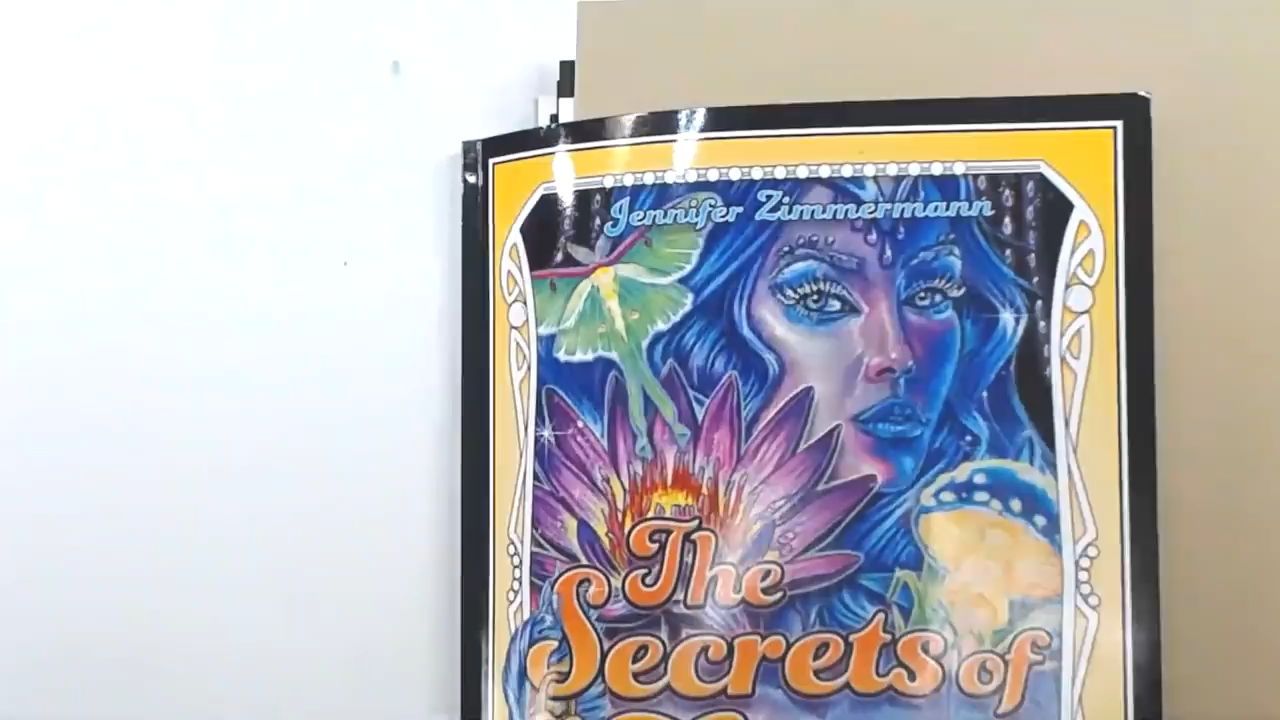 Jennifer Zimmermann
The
Secrets of